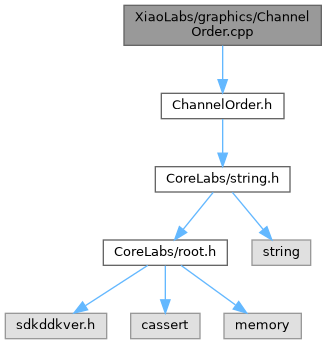 XiaoLabs/graphics/Channel
Order.cpp
ChannelOrder.h
CoreLabs/string.h
CoreLabs/root.h
string
sdkddkver.h
cassert
memory